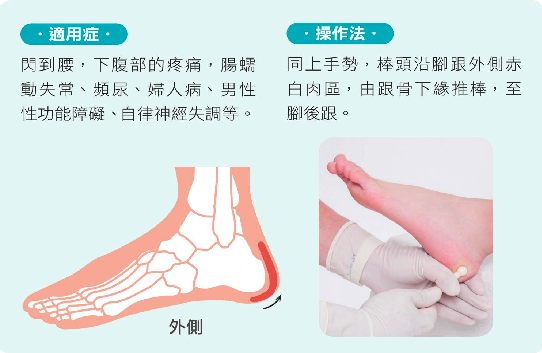 ·適用症·
閃到腰，下腹部的疼痛，腸蠕
動失常、頻尿、婦人病、男性
性功能障礙、自律神經失調等。
·操作法·
同上手勢，棒頭沿腳跟外側赤
白肉區，由跟骨下緣推棒，至
腳後跟。
外側